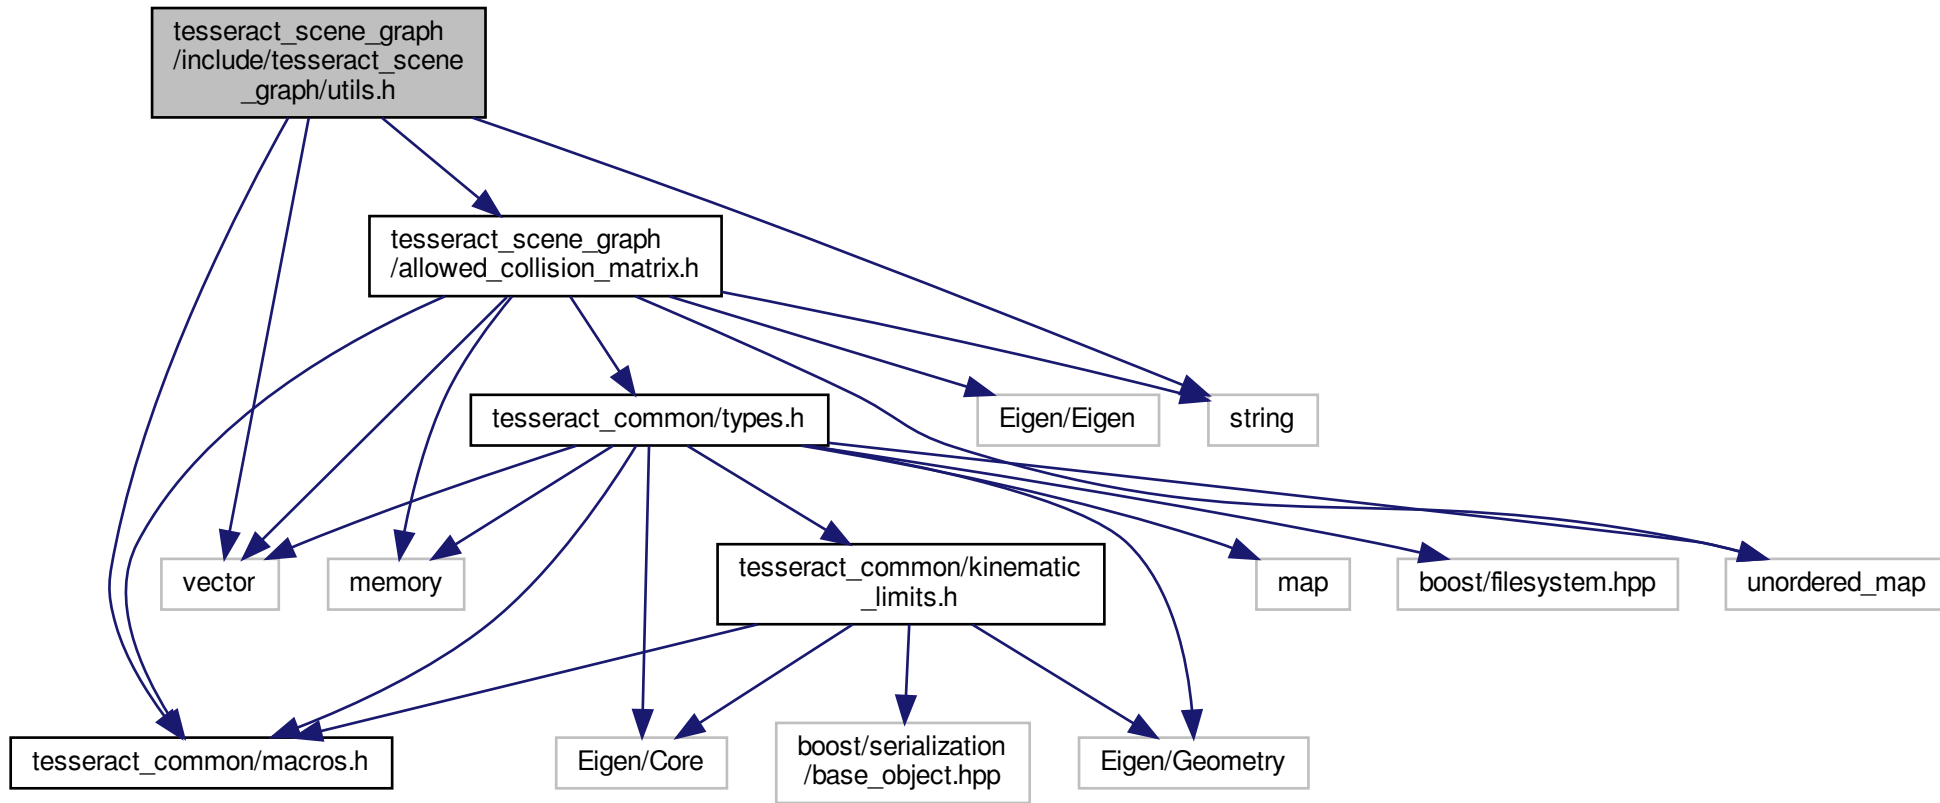 tesseract_scene_graph
/include/tesseract_scene
_graph/utils.h
tesseract_scene_graph
/allowed_collision_matrix.h
tesseract_common/types.h
Eigen/Eigen
string
vector
memory
tesseract_common/kinematic
_limits.h
map
boost/filesystem.hpp
unordered_map
tesseract_common/macros.h
Eigen/Core
boost/serialization
/base_object.hpp
Eigen/Geometry